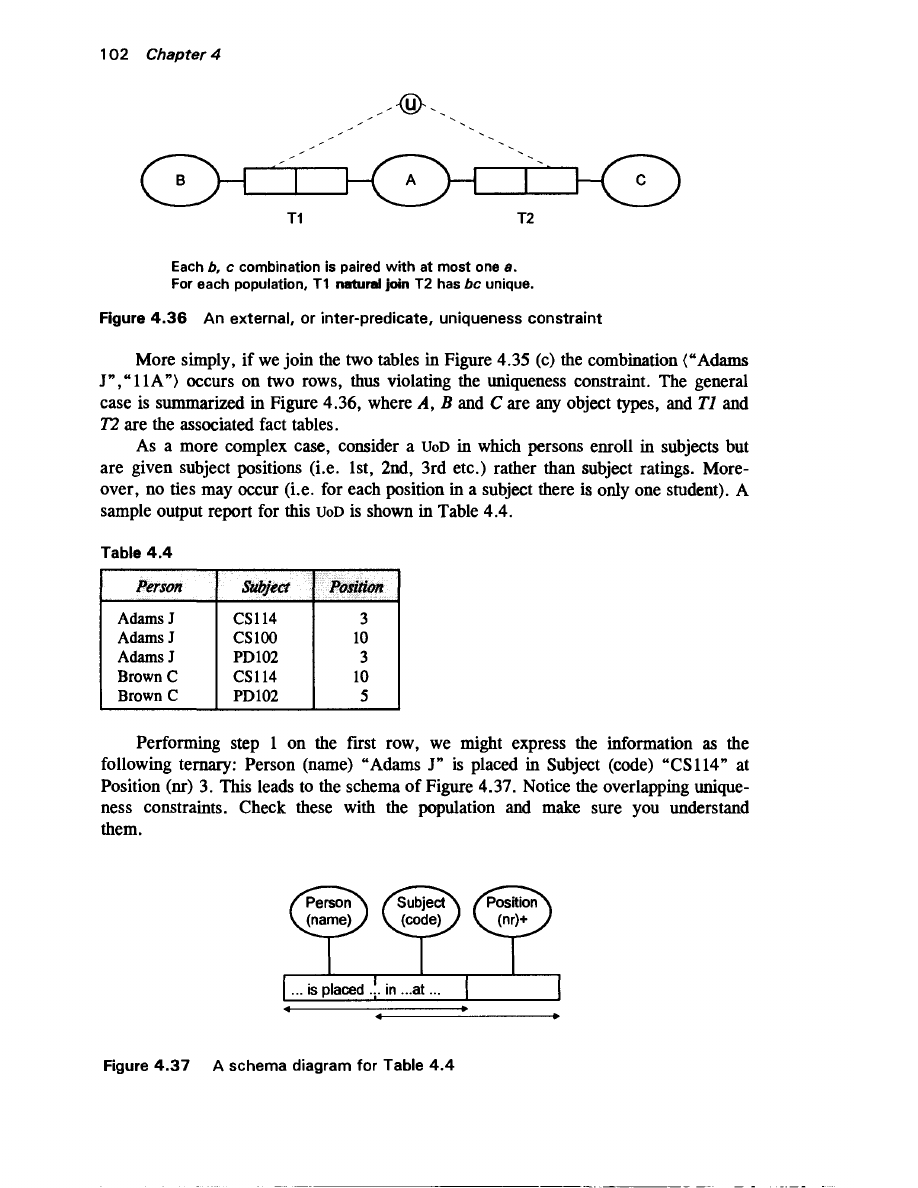 102 Chapter 4
U
B
A
C
T1
T2
Each b, c combination is paired with at most one a.
For each population, T1 natural join T2 has bc unique.
Figure 4.36 An external, or inter-predicate, uniqueness constraint
More simply, if we join the two tables in Figure 4.35 (c) the combination ⟨“Adams
J”,“11A”⟩ occurs on two rows, thus violating the uniqueness constraint. The general
case is summarized in Figure 4.36, where A, B and C are any object types, and T1 and
T2 are the associated fact tables.
As a more complex case, consider a UoD in which persons enroll in subjects but
are given subject positions (i.e. 1st, 2nd, 3rd etc.) rather than subject ratings. More-
over, no ties may occur (i.e. for each position in a subject there is only one student). A
sample output report for this UoD is shown in Table 4.4.
Table 4.4
Person Subject Position
Adams J CS114 3
Adams J CS100 10
Adams J PD102 3
Brown C CS114 10
Brown C PD102 5
Performing step 1 on the first row, we might express the information as the
following ternary: Person (name) “Adams J” is placed in Subject (code) “CS114” at
Position (nr) 3. This leads to the schema of Figure 4.37. Notice the overlapping unique-
ness constraints. Check these with the population and make sure you understand
them.
Person Subject Position
(name) (code) (nr)+
... is placed ... in ...at ...
Figure 4.37 A schema diagram for Table 4.4